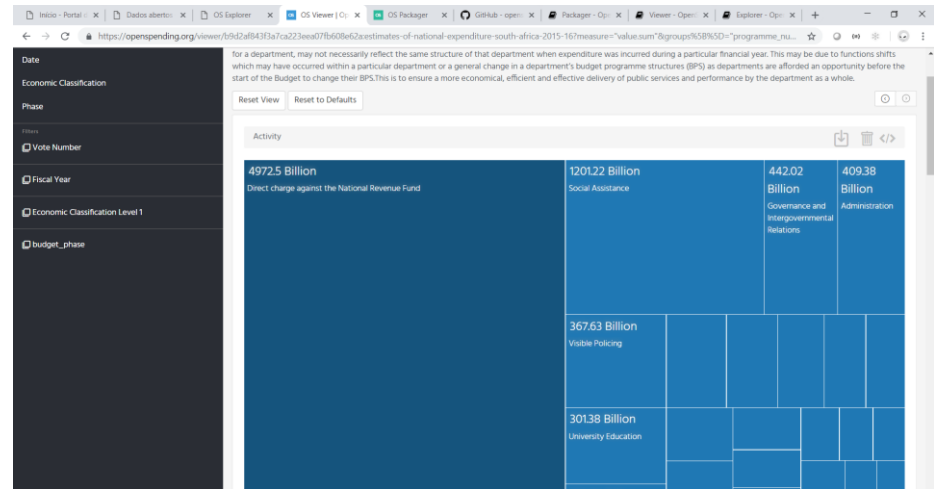 Início - Portal
Dados abertos
OS Explorer
OS Viewer | Op
OS Packager
GitHub - opens
Packager - Ope
Viewer - OpenS
Explorer - Oper
https://openspending.org/viewer/b9d2af843f3a7ca223eea07fb608e62a:estimates-of-national-expenditure-south-africa-2015-16?measure="value.sum"&groups%5B%5D="programme_nu...
Date
Economic Classification
Phase
Filters
Vote Number
Fiscal Year
Economic Classification Level 1
budget_phase
for a department, may not necessarily reflect the same structure of that department when expenditure was incurred during a particular financial year. This may be due to functions shifts
which may have occurred within a particular department or a general change in a department's budget programme structures (BPS) as departments are afforded an opportunity before the
start of the Budget to change their BPS.This is to ensure a more economical, efficient and effective delivery of public services and performance by the department as a whole.
Reset View
Reset to Defaults
Activity
</>
4972.5 Billion
Direct charge against the National Revenue Fund
1201.22 Billion
Social Assistance
442.02
Billion
Governance and
Intergovernmental
Relations
409.38
Billion
Administration
367.63 Billion
Visible Policing
301.38 Billion
University Education